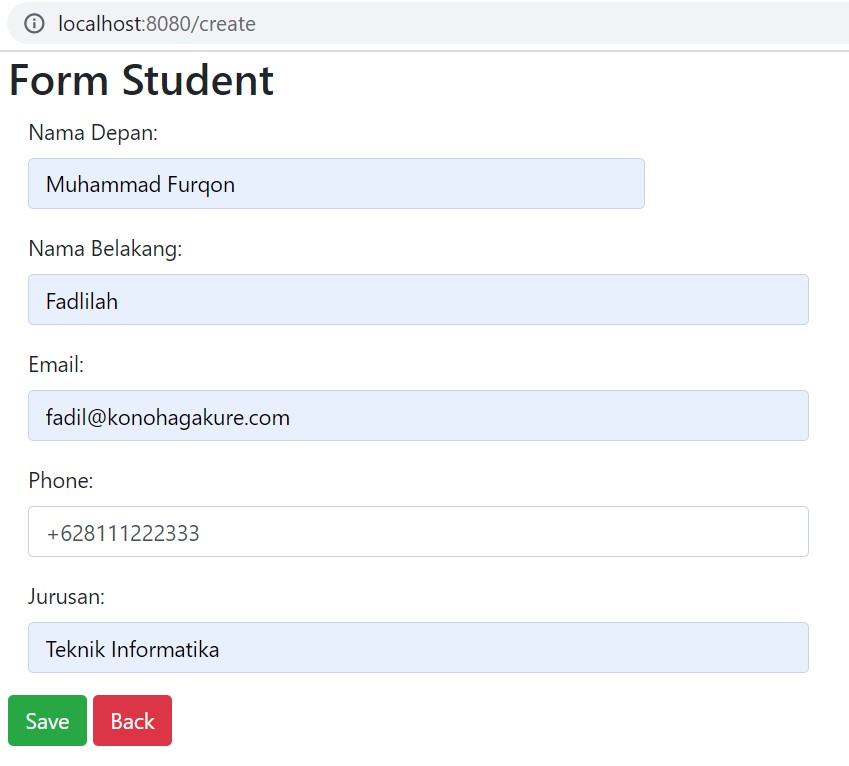 localhost:8080/create
Form Student
Nama Depan:
Muhammad Furqon
Nama Belakang:
Fadlilah
Email:
fadil@konohagakure.com
Phone:
+628111222333
Jurusan:
Teknik Informatika
Save Back